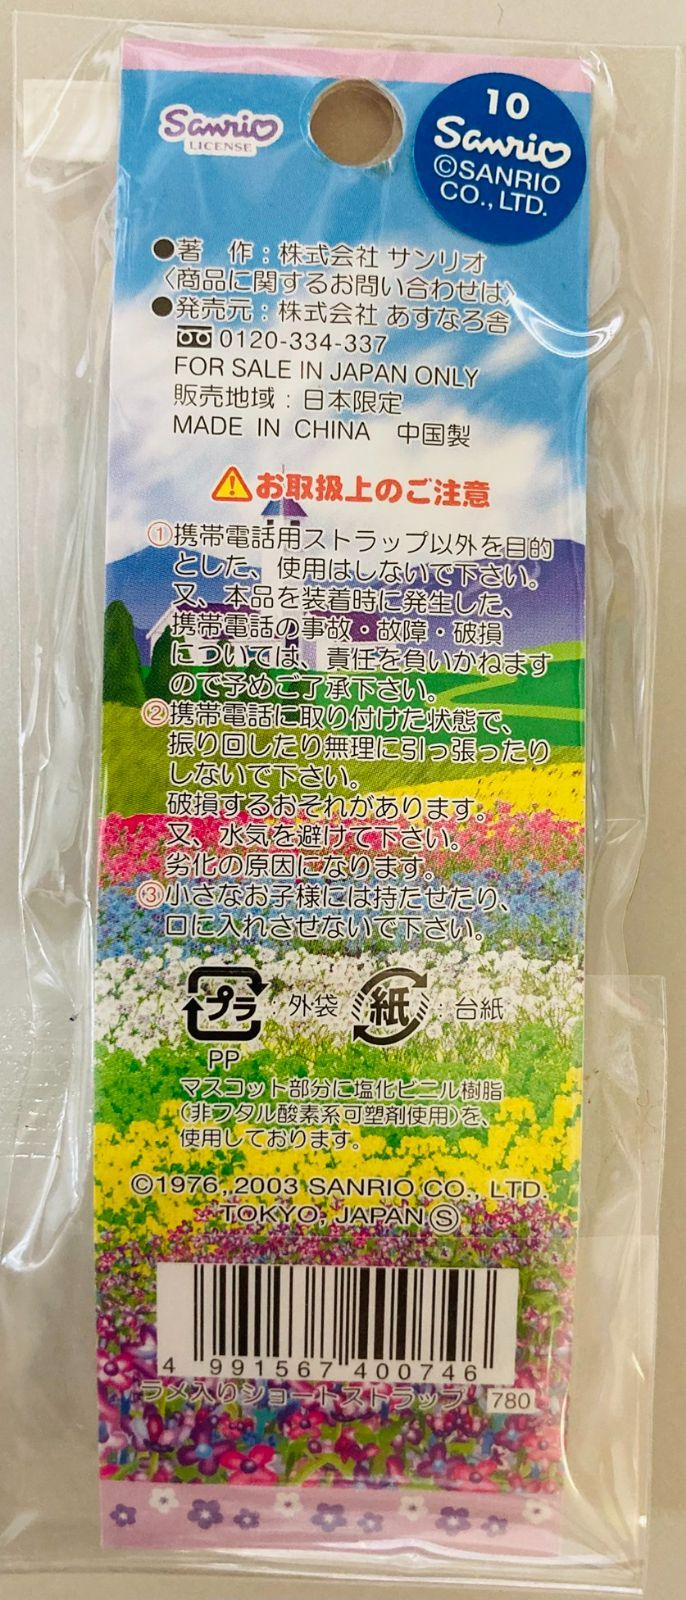 Sanrio
LICENSE
10
Sanrio
©SANRIO
CO., LTD.
●著 作：株式会社 サンリオ
〈商品に関するお問い合わせは〉
●発売元：株式会社 あすなろ舎
0120-334-337
FOR SALE IN JAPAN ONLY
販売地域：日本限定
MADE IN CHINA 中国製
⚠お取扱上のご注意
①携帯電話用ストラップ以外を目的
とした、使用はしないで下さい。
又、本品を装着時に発生した、
携帯電話の事故・故障・破損
については、責任を負いかねます
ので予めご了承下さい。
②携帯電話に取り付けた状態で、
振り回したり無理に引っ張ったり
しないで下さい。
破損するおそれがあります。
又、水気を避けて下さい。
劣化の原因になります。
③小さなお子様には持たせたり、
口に入れさせないで下さい。
プラ：外袋 紙：台紙
PP
マスコット部分に塩化ビニル樹脂
(非フタル酸素系可塑剤使用)を、
使用しております。
©1976, 2003 SANRIO CO., LTD.
TOKYO, JAPAN Ⓢ
4 991567 400746
ラメ入りショートストラップ 780